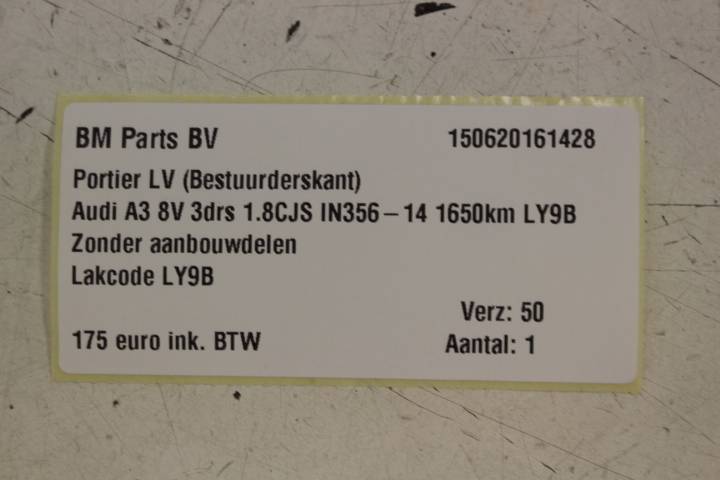 BM Parts BV 150620161428
Portier LV (Bestuurderskant)
Audi A3 8V 3drs 1.8CJS IN356-14 1650km LY9B
Zonder aanbouwdelen
Lakcode LY9B
Verz: 50
175 euro ink. BTW Aantal: 1